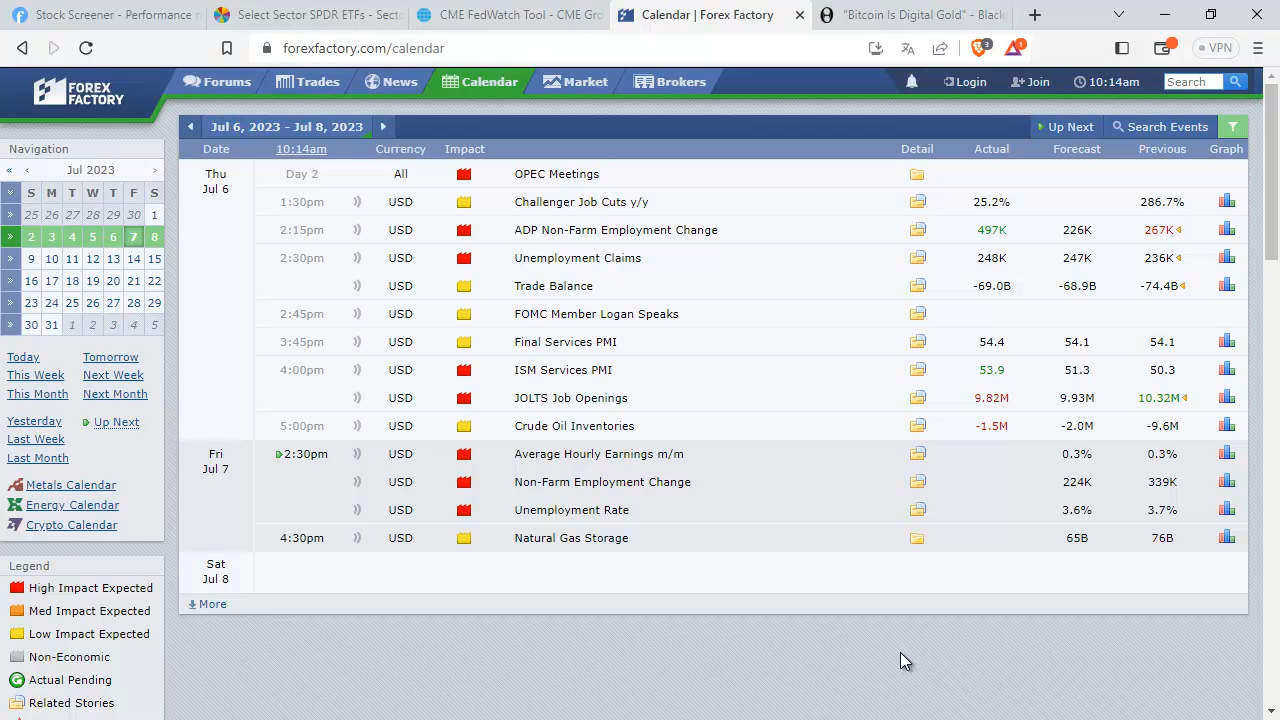 Stock Screener - Performance
Select Sector SPDR ETFs - Sect
CME FedWatch Tool - CME Gro
Calendar | Forex Factory
"Bitcoin Is Digital Gold" - Black
forexfactory.com/calendar
3
1
VPN
FOREX FACTORY
Forums
Trades
News
Calendar
Market
Brokers
Login
Join
10:14am
Search
Navigation
« ‹ Jul 2023 ›
S M T W T F S
25 26 27 28 29 30 1
2 3 4 5 6 7 8
9 10 11 12 13 14 15
16 17 18 19 20 21 22
23 24 25 26 27 28 29
30 31 1 2 3 4 5
Today Tomorrow
This Week Next Week
This Month Next Month
Yesterday Up Next
Last Week
Last Month
Metals Calendar
Energy Calendar
Crypto Calendar
Legend
High Impact Expected
Med Impact Expected
Low Impact Expected
Non-Economic
Actual Pending
Related Stories
Jul 6, 2023 - Jul 8, 2023 Up Next Search Events
Date 10:14am Currency Impact Detail Actual Forecast Previous Graph
Thu Jul 6 Day 2 All OPEC Meetings
1:30pm USD Challenger Job Cuts y/y 25.2% 286.7%
2:15pm USD ADP Non-Farm Employment Change 497K 226K 267K
2:30pm USD Unemployment Claims 248K 247K 236K
USD Trade Balance -69.0B -68.9B -74.4B
2:45pm USD FOMC Member Logan Speaks
3:45pm USD Final Services PMI 54.4 54.1 54.1
4:00pm USD ISM Services PMI 53.9 51.3 50.3
USD JOLTS Job Openings 9.82M 9.93M 10.32M
5:00pm USD Crude Oil Inventories -1.5M -2.0M -9.6M
Fri Jul 7 2:30pm USD Average Hourly Earnings m/m 0.3% 0.3%
USD Non-Farm Employment Change 224K 339K
USD Unemployment Rate 3.6% 3.7%
4:30pm USD Natural Gas Storage 65B 76B
Sat Jul 8
More